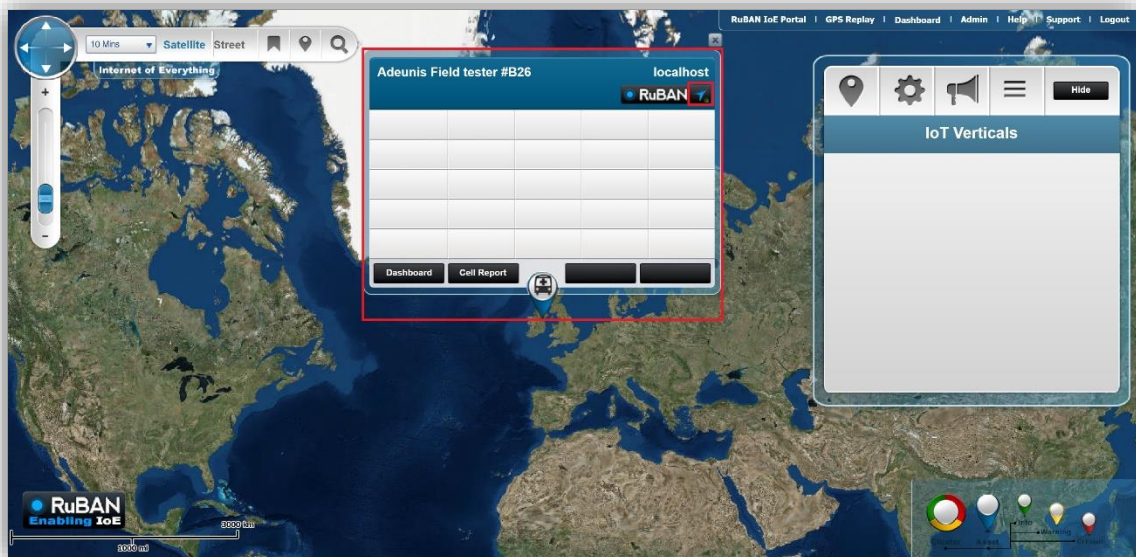 RuBAN IoE Portal | GPS Replay | Dashboard | Admin | Help | Support | Logout
10 Mins Satellite Street
Internet of Everything
+
-
Adeunis Field tester #B26 localhost
RuBAN
Dashboard Cell Report
Hide
IoT Verticals
RuBAN
Enabling IoE
3000 km
1000 mi
Info
Warning
Cluster Asset